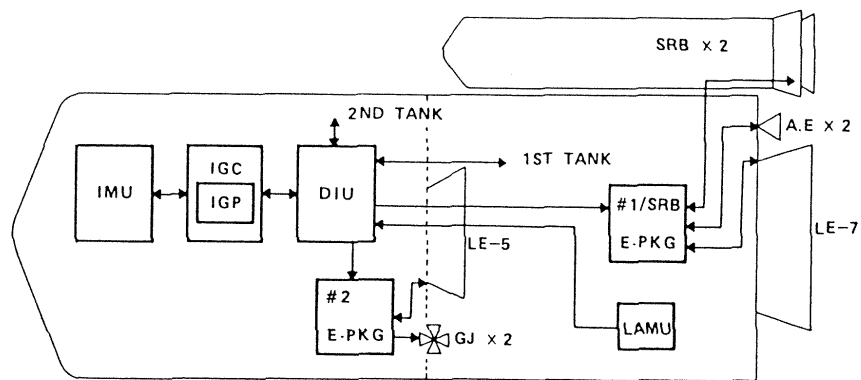 SRB × 2
2ND TANK
A.E × 2
1ST TANK
IMU
IGC
IGP
DIU
#1/SRB
E·PKG
LE-7
LE-5
#2
E·PKG
GJ × 2
LAMU